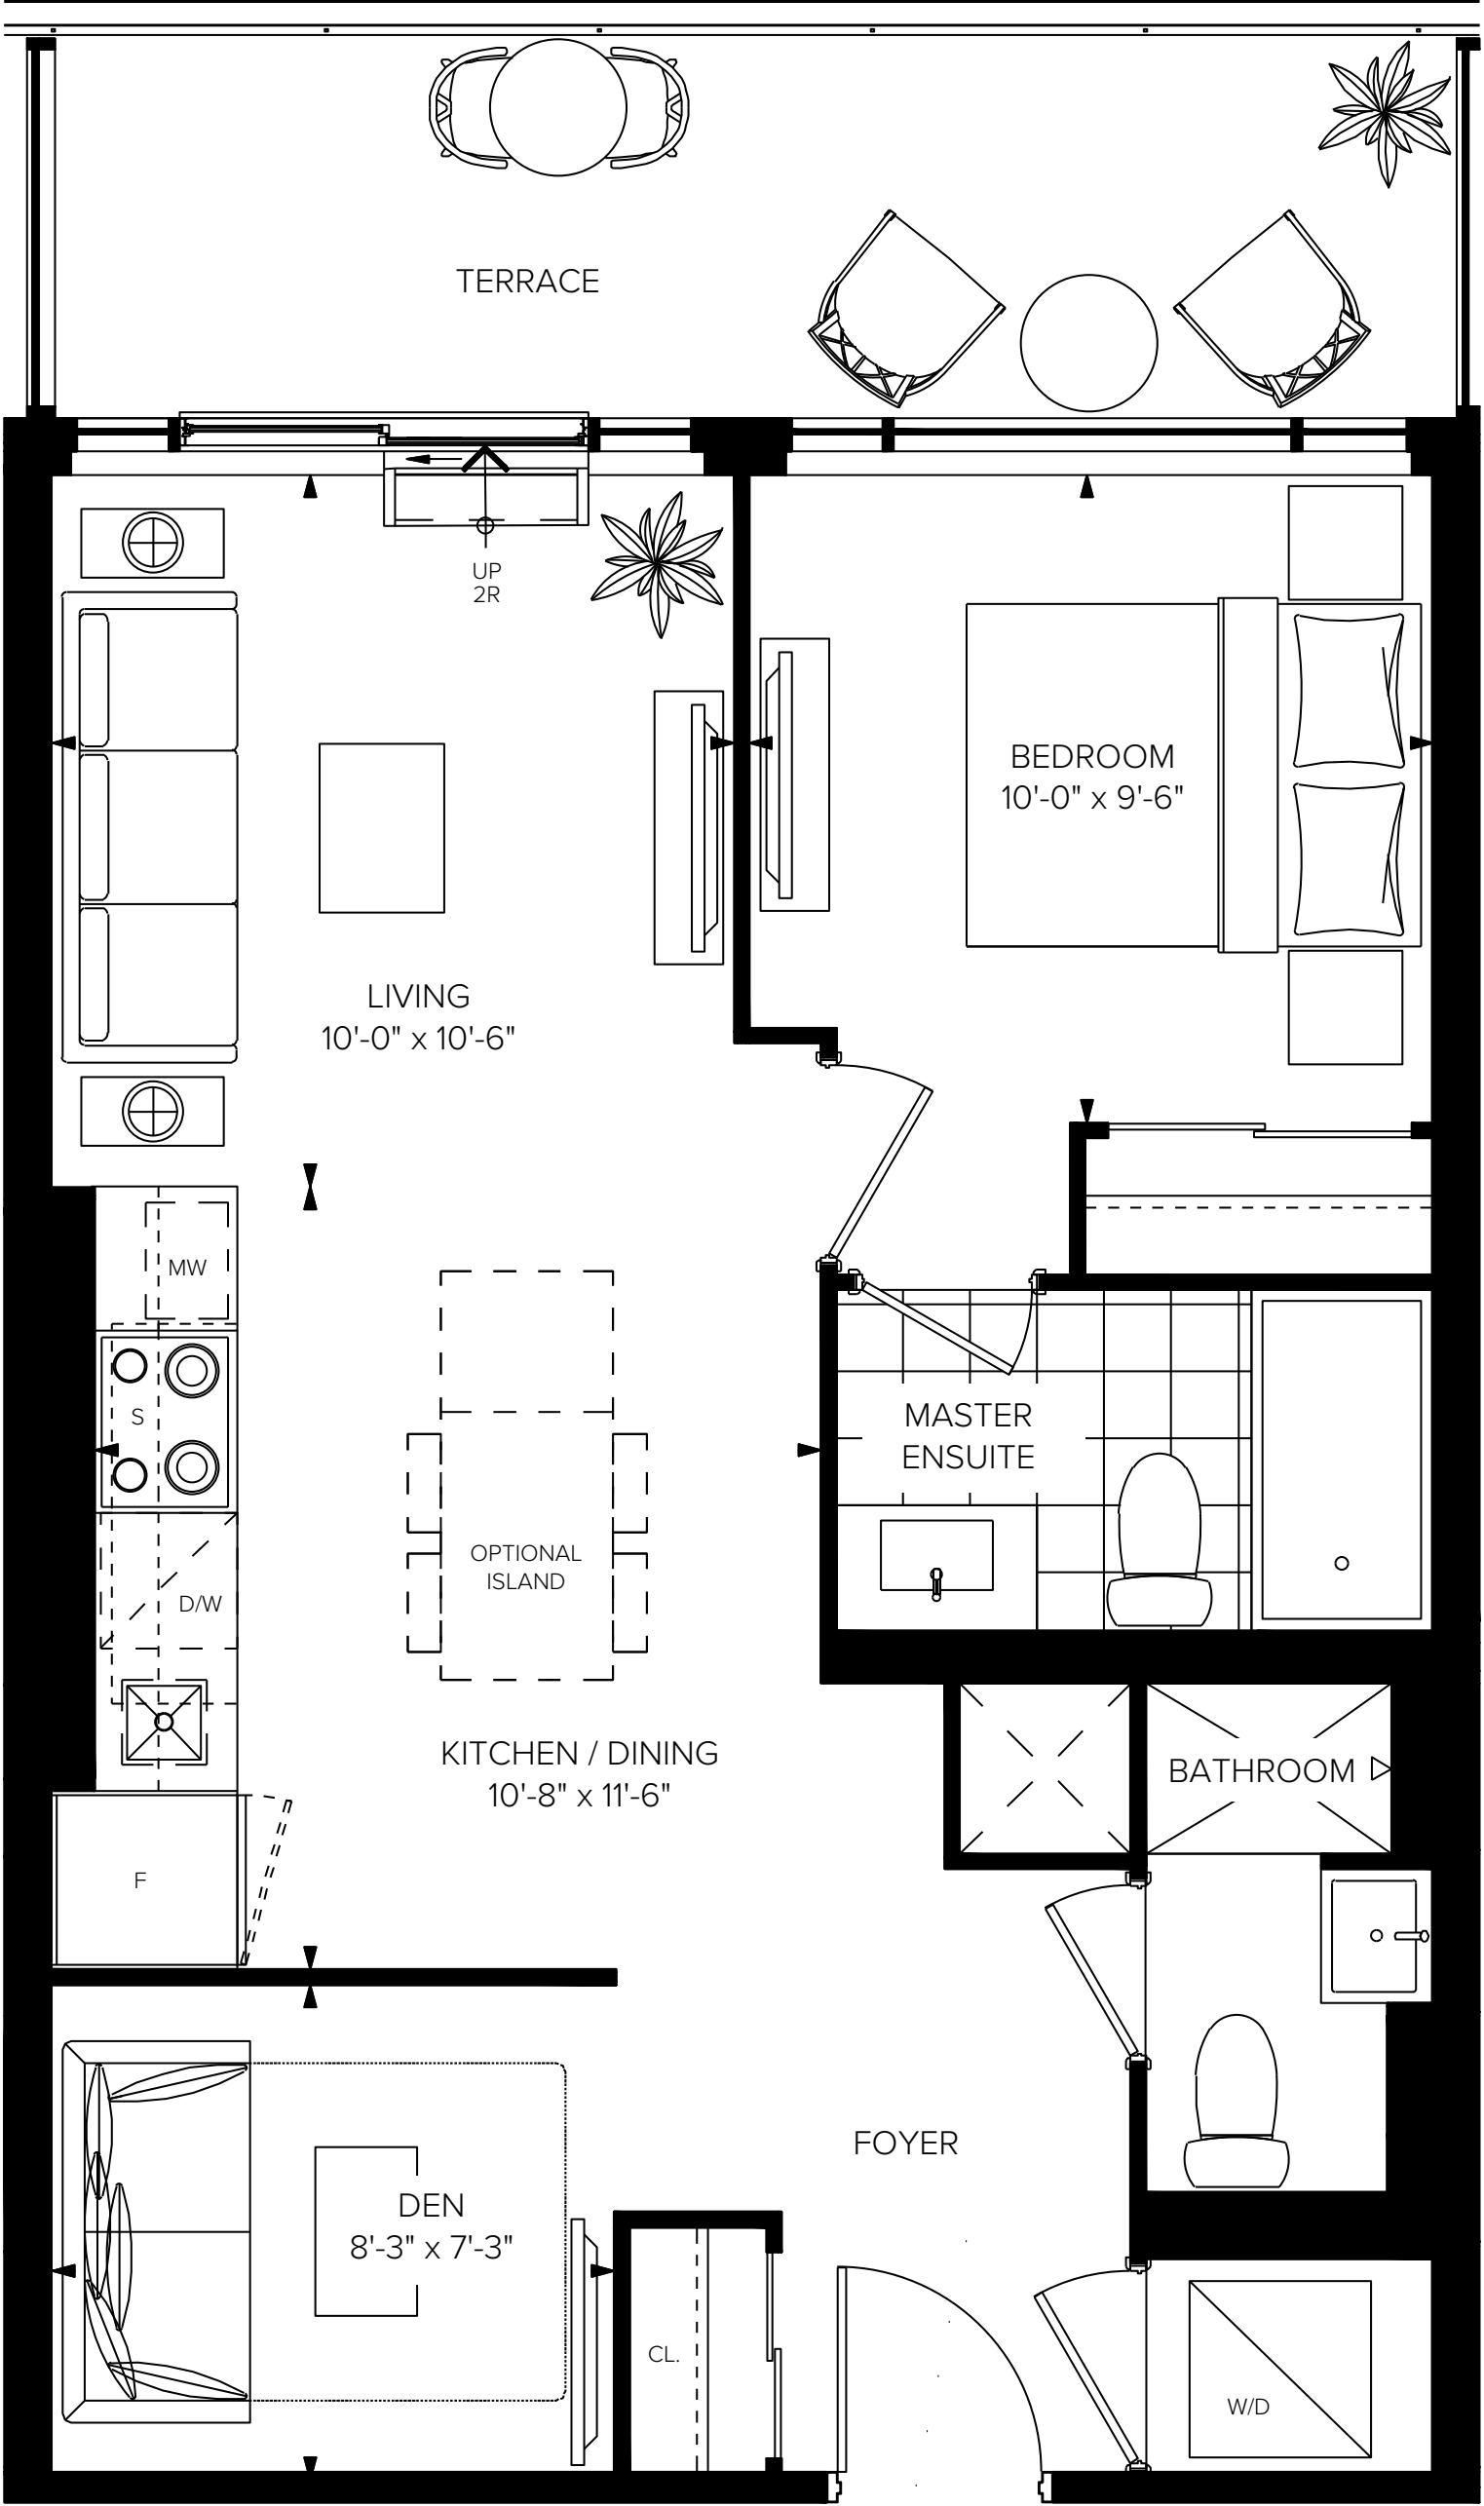 TERRACE
UP
2R
BEDROOM
10'-0" x 9'-6"
LIVING
10'-0" x 10'-6"
MW
S
MASTER
ENSUITE
OPTIONAL
ISLAND
D/W
KITCHEN / DINING
10'-8" x 11'-6"
BATHROOM
F
FOYER
DEN
8'-3" x 7'-3"
CL.
W/D